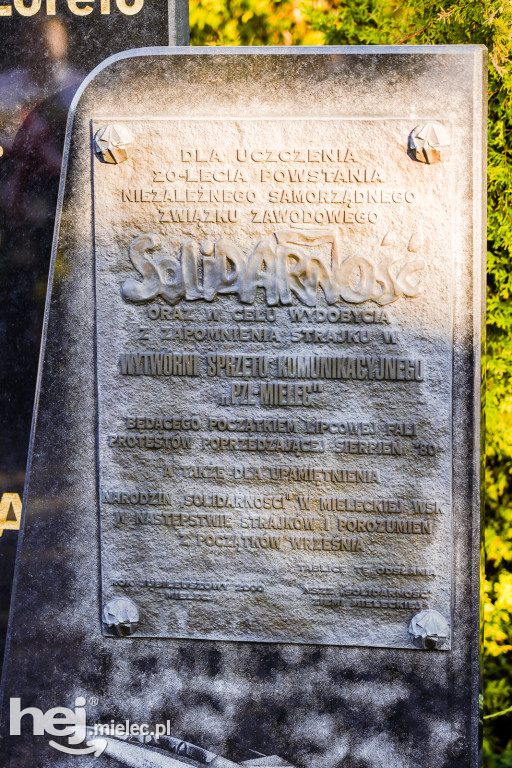 DLA UCZCZENIA
20-LECIA POWSTANIA
NIEZALEŻNEGO SAMORZĄDNEGO
ZWIĄZKU ZAWODOWEGO
SOLIDARNOŚĆ
ORAZ W CELU WYDOBYCIA
Z ZAPOMNIENIA STRAJKU W
WYTWÓRNI SPRZĘTU KOMUNIKACYJNEGO
„PZL-MIELEC"
BĘDĄCEGO POCZĄTKIEM LIPCOWEJ FALI
PROTESTÓW POPRZEDZAJĄCEJ SIERPIEŃ "80"
A TAKŻE DLA UPAMIĘTNIENIA
NARODZIN „SOLIDARNOŚCI" W MIELECKIEJ WSK
W NASTĘPSTWIE STRAJKÓW I POROZUMIEŃ
Z POCZĄTKÓW WRZEŚNIA
TABLICĘ TĘ ODSŁANIA
ROK JUBILEUSZOWY 2000
NSZZ „SOLIDARNOŚĆ"
MIELEC
ZIEMI MIELECKIEJ
hej®.mielec.pl